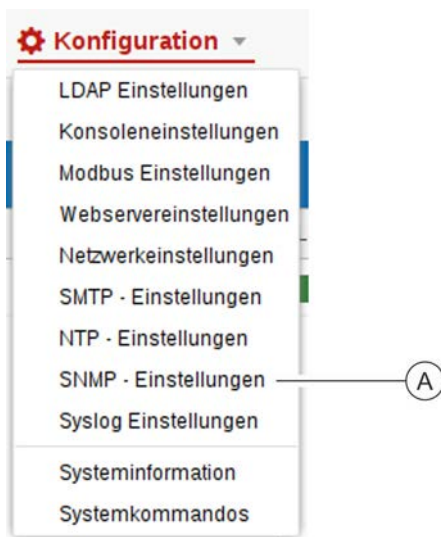 Konfiguration
LDAP Einstellungen
Konsoleneinstellungen
Modbus Einstellungen
Webservereinstellungen
Netzwerkeinstellungen
SMTP - Einstellungen
NTP - Einstellungen
SNMP - Einstellungen A
Syslog Einstellungen
Systeminformation
Systemkommandos